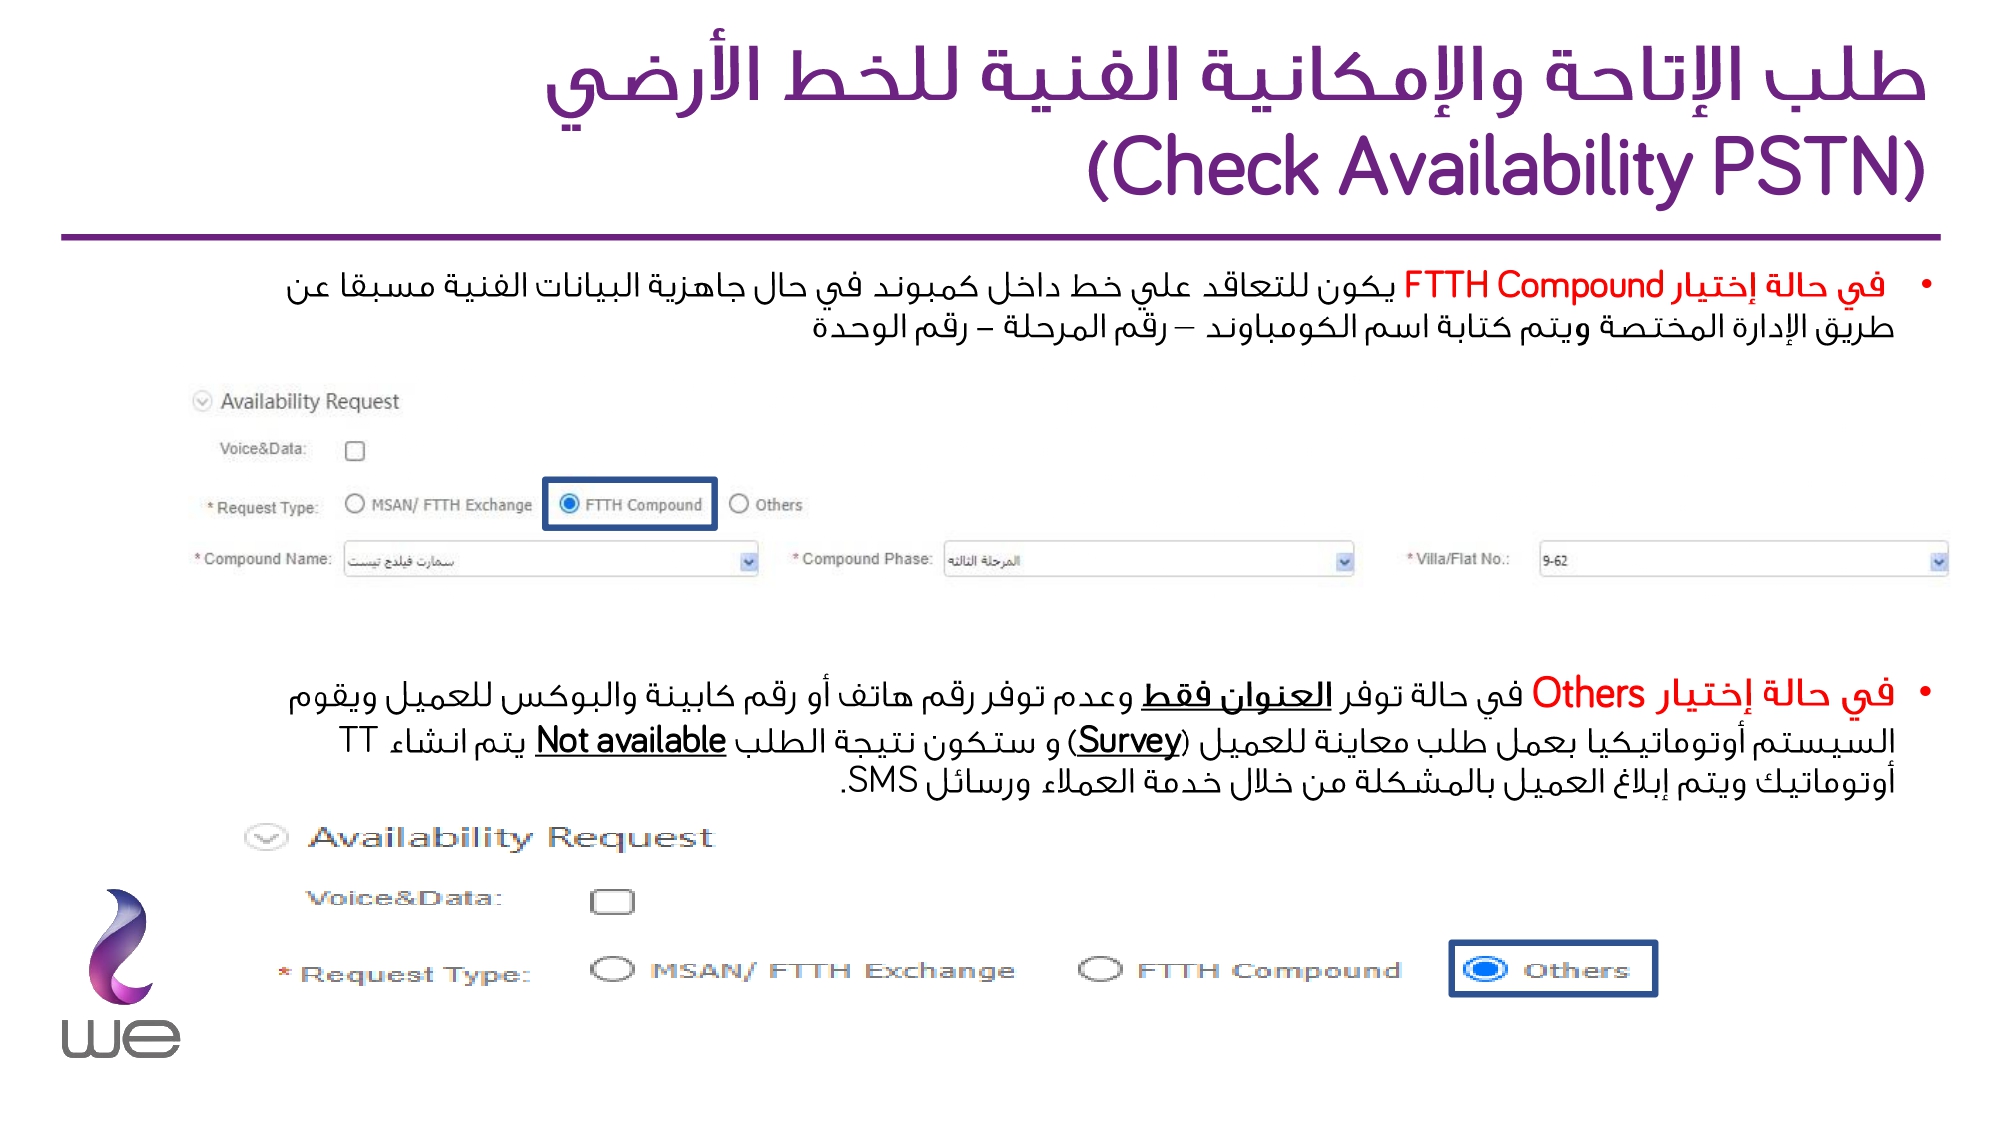 طلب الإتاحة والإمكانية الفنية للخط الأرضي
(Check Availability PSTN)
• في حالة إختيار FTTH Compound يكون للتعاقد علي خط داخل كمبوند في حال جاهزية البيانات الفنية مسبقا عن
طريق الإدارة المختصة ويتم كتابة اسم الكومباوند – رقم المرحلة – رقم الوحدة
Availability Request
Voice&Data:
* Request Type: MSAN/ FTTH Exchange FTTH Compound Others
* Compound Name: سمارت فيلدج تيست * Compound Phase: المرحلة الثالثه * Villa/Flat No.: 9-62
• في حالة إختيار Others في حالة توفر العنوان فقط وعدم توفر رقم هاتف أو رقم كابينة والبوكس للعميل ويقوم
السيستم أوتوماتيكيا بعمل طلب معاينة للعميل (Survey) و ستكون نتيجة الطلب Not available يتم انشاء TT
أوتوماتيك ويتم إبلاغ العميل بالمشكلة من خلال خدمة العملاء ورسائل SMS.
Availability Request
Voice&Data:
* Request Type: MSAN/ FTTH Exchange FTTH Compound Others
we